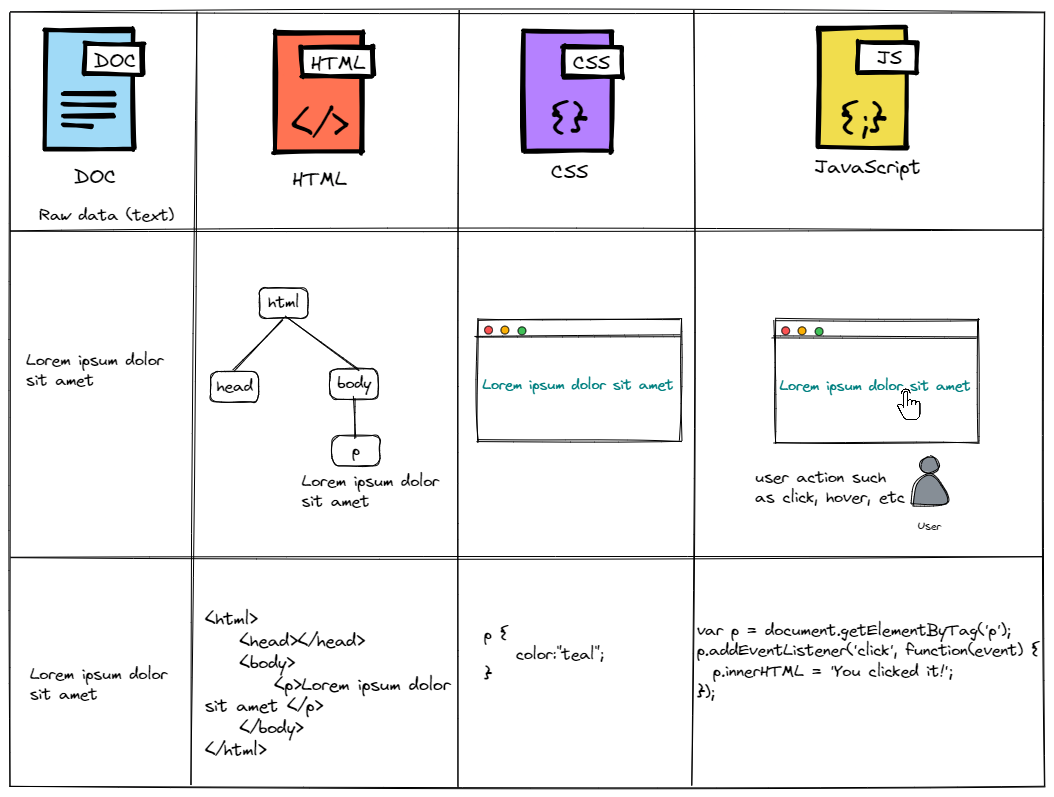 DOC
HTML
CSS
JS
</>
{}
{;}
DOC
HTML
CSS
JavaScript
Raw data (text)
Lorem ipsum dolor
sit amet
html
head
body
p
Lorem ipsum dolor
sit amet
Lorem ipsum dolor sit amet
Lorem ipsum dolor sit amet
user action such
as click, hover, etc
User
Lorem ipsum dolor
sit amet
<html>
<head></head>
<body>
<p>Lorem ipsum dolor
sit amet </p>
</body>
</html>
p {
color:"teal";
}
var p = document.getElementByTag('p');
p.addEventListener('click', function(event) {
p.innerHTML = 'You clicked it!';
});